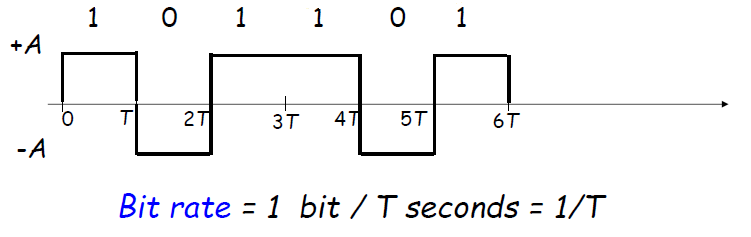 1 0 1 1 0 1
+A
0 T 2T 3T 4T 5T 6T
-A
Bit rate = 1 bit / T seconds = 1/T